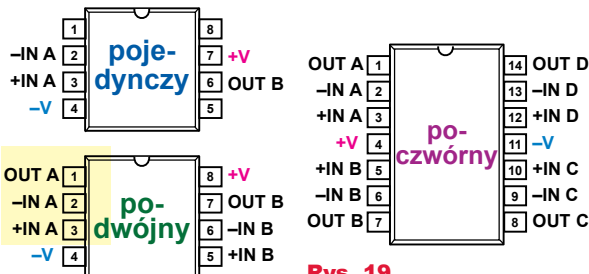 1 8
–IN A 2 7 +V
+IN A 3 6 OUT B
–V 4 5
poje-
dynczy
OUT A 1 8 +V
–IN A 2 7 OUT B
+IN A 3 6 –IN B
–V 4 5 +IN B
po-
dwójny
OUT A 1 14 OUT D
–IN A 2 13 –IN D
+IN A 3 12 +IN D
+V 4 11 –V
+IN B 5 10 +IN C
–IN B 6 9 –IN C
OUT B 7 8 OUT C
po-
czwórny
Rys. 19